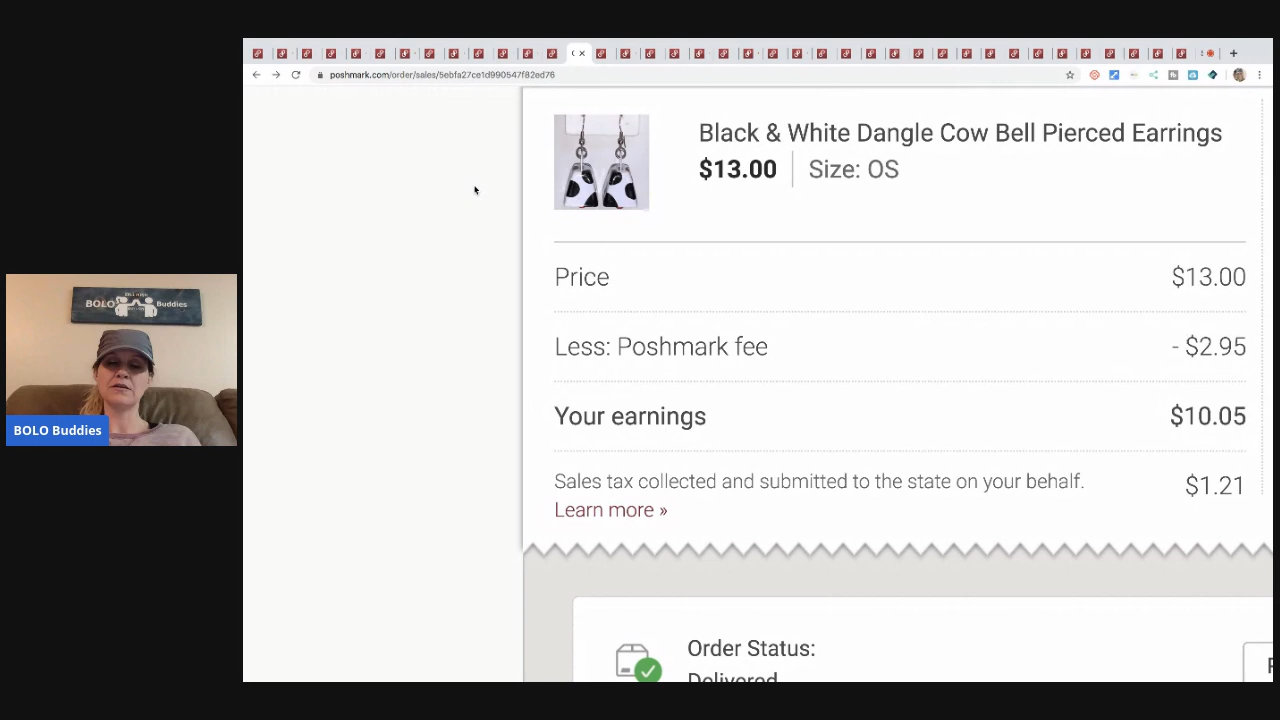 poshmark.com/order/sales/5ebfa27ce1d990547f82ed76
Black & White Dangle Cow Bell Pierced Earrings
$13.00 Size: OS
Price $13.00
Less: Poshmark fee - $2.95
Your earnings $10.05
Sales tax collected and submitted to the state on your behalf. $1.21
Learn more »
Order Status:
Delivered
BOLO Buddies
BOLO Buddies